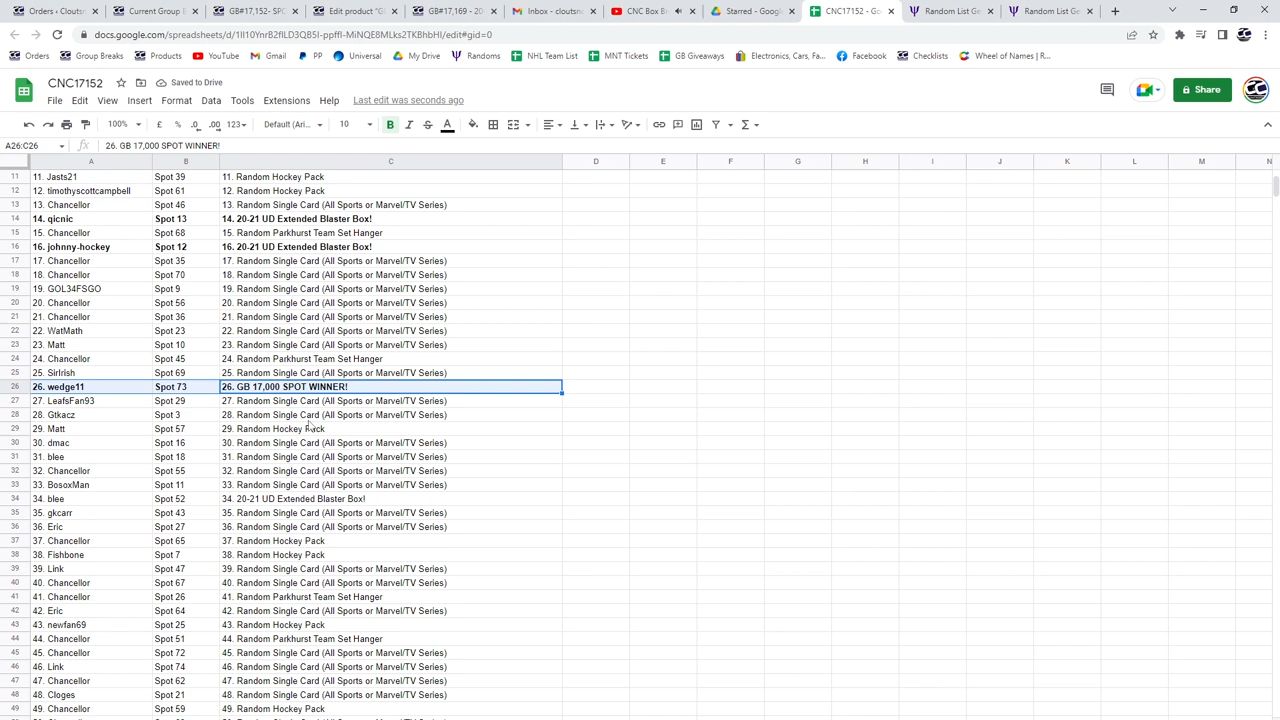 Orders ‹ Cloutsno
Current Group E
GB#17,152- SPO
Edit product "G
GB#17,169 - 20
Inbox - cloutsno
CNC Box B
Starred - Google
CNC17152 - Go
Random List Ge
Random List Ge
docs.google.com/spreadsheets/d/
/edit#gid=0
Orders
Group Breaks
Products
YouTube
Gmail
PP
Universal
My Drive
Randoms
NHL Team List
MNT Tickets
GB Giveaways
Electronics, Cars, Fa...
Facebook
Checklists
Wheel of Names | R...
CNC17152
Saved to Drive
File Edit View Insert Format Data Tools Extensions Help Last edit was seconds ago
Share
100% £ % .0 .00 123 Default (Ari... 10 B I S A
A26:C26 fx 26. GB 17,000 SPOT WINNER!
A B C D E F G H I J K L M N
11 11. Jasts21 Spot 39 11. Random Hockey Pack
12 12. timothyscottcampbell Spot 61 12. Random Hockey Pack
13 13. Chancellor Spot 46 13. Random Single Card (All Sports or Marvel/TV Series)
14 14. qicnic Spot 13 14. 20-21 UD Extended Blaster Box!
15 15. Chancellor Spot 68 15. Random Parkhurst Team Set Hanger
16 16. johnny-hockey Spot 12 16. 20-21 UD Extended Blaster Box!
17 17. Chancellor Spot 35 17. Random Single Card (All Sports or Marvel/TV Series)
18 18. Chancellor Spot 70 18. Random Single Card (All Sports or Marvel/TV Series)
19 19. GOL34FSGO Spot 9 19. Random Single Card (All Sports or Marvel/TV Series)
20 20. Chancellor Spot 56 20. Random Single Card (All Sports or Marvel/TV Series)
21 21. Chancellor Spot 36 21. Random Single Card (All Sports or Marvel/TV Series)
22 22. WatMath Spot 23 22. Random Single Card (All Sports or Marvel/TV Series)
23 23. Matt Spot 10 23. Random Single Card (All Sports or Marvel/TV Series)
24 24. Chancellor Spot 45 24. Random Parkhurst Team Set Hanger
25 25. SirIrish Spot 69 25. Random Single Card (All Sports or Marvel/TV Series)
26 26. wedge11 Spot 73 26. GB 17,000 SPOT WINNER!
27 27. LeafsFan93 Spot 29 27. Random Single Card (All Sports or Marvel/TV Series)
28 28. Gtkacz Spot 3 28. Random Single Card (All Sports or Marvel/TV Series)
29 29. Matt Spot 57 29. Random Hockey Pack
30 30. dmac Spot 16 30. Random Single Card (All Sports or Marvel/TV Series)
31 31. blee Spot 18 31. Random Single Card (All Sports or Marvel/TV Series)
32 32. Chancellor Spot 55 32. Random Single Card (All Sports or Marvel/TV Series)
33 33. BosoxMan Spot 11 33. Random Single Card (All Sports or Marvel/TV Series)
34 34. blee Spot 52 34. 20-21 UD Extended Blaster Box!
35 35. gkcarr Spot 43 35. Random Single Card (All Sports or Marvel/TV Series)
36 36. Eric Spot 27 36. Random Single Card (All Sports or Marvel/TV Series)
37 37. Chancellor Spot 65 37. Random Hockey Pack
38 38. Fishbone Spot 7 38. Random Hockey Pack
39 39. Link Spot 47 39. Random Single Card (All Sports or Marvel/TV Series)
40 40. Chancellor Spot 67 40. Random Single Card (All Sports or Marvel/TV Series)
41 41. Chancellor Spot 26 41. Random Parkhurst Team Set Hanger
42 42. Eric Spot 64 42. Random Single Card (All Sports or Marvel/TV Series)
43 43. newfan69 Spot 25 43. Random Hockey Pack
44 44. Chancellor Spot 51 44. Random Parkhurst Team Set Hanger
45 45. Chancellor Spot 72 45. Random Single Card (All Sports or Marvel/TV Series)
46 46. Link Spot 74 46. Random Single Card (All Sports or Marvel/TV Series)
47 47. Chancellor Spot 62 47. Random Single Card (All Sports or Marvel/TV Series)
48 48. Cloges Spot 21 48. Random Single Card (All Sports or Marvel/TV Series)
49 49. Chancellor Spot 59 49. Random Hockey Pack